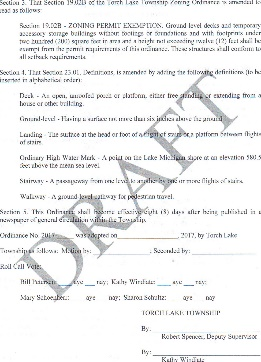 Section 3. That Section 19.02B of the Torch Lake Township Zoning Ordinance is amended to
read as follows:
Section 19.02B - ZONING PERMIT EXEMPTION. Ground level decks and temporary
accessory storage buildings without footings or foundations and with footprints under
two hundred (200) square feet in area and a height not exceeding twelve (12) feet shall be
exempt from the permit requirements of this ordinance. These structures shall conform to
all setback requirements.
Section 4. That Section 23.01, Definitions, is amended by adding the following definitions (to be
inserted in alphabetical order):
Deck - An open, unroofed porch or platform, either free standing or extending from a
house or other building.
Ground-level - Having a surface not more than six inches above the ground
Landing - The surface at the head or foot of a flight of stairs or a platform between flights
of stairs.
Ordinary High Water Mark - A point on the Lake Michigan shore at an elevation 580.5
feet above the mean sea level
Stairway - A passageway from one level to another by one or more flights of stairs.
Walkway - A ground-level pathway for pedestrian travel.
Section 5. This Ordinance shall become effective eight (8) days after being published in a
newspaper of general circulation within the Township.
Ordinance No. 2017- was adopted on , 2017, by Torch Lake
Township as follows: Motion by: ; Seconded by:
Roll Call Vote:
Bill Petersen: aye nay; Kathy Windiate: aye nay;
Mary Schoegher: aye nay; Sharon Schultz: aye nay
TORCH LAKE TOWNSHIP
By:
Robert Spencer, Deputy Supervisor
By:
Kathy Windiate
DRAFT